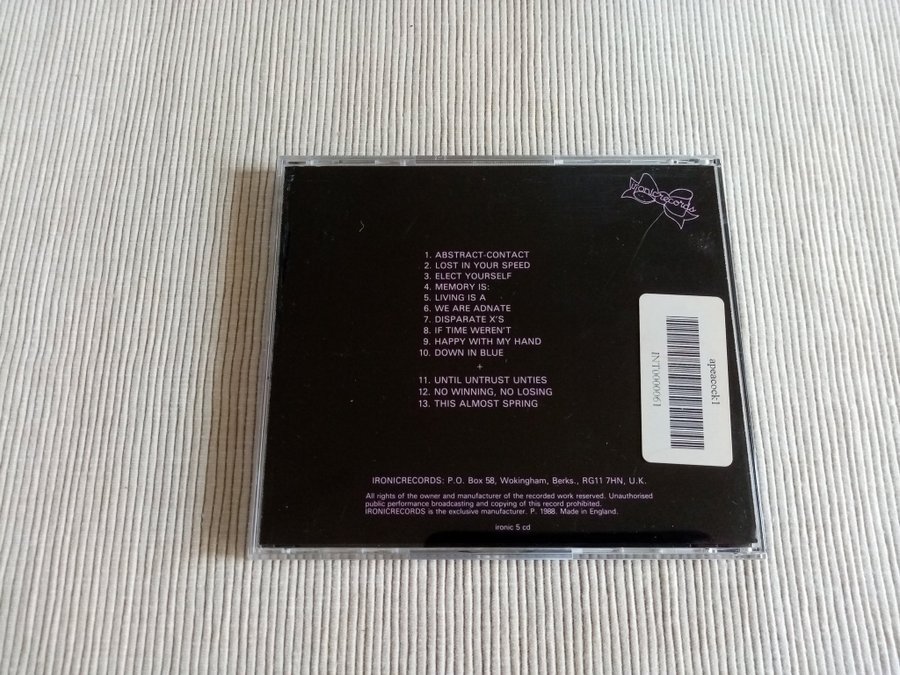 Ironicrecords
1. ABSTRACT-CONTACT
2. LOST IN YOUR SPEED
3. ELECT YOURSELF
4. MEMORY IS:
5. LIVING IS A
6. WE ARE ADNATE
7. DISPARATE X'S
8. IF TIME WEREN'T
9. HAPPY WITH MY HAND
10. DOWN IN BLUE
+
11. UNTIL UNTRUST UNTIES
12. NO WINNING, NO LOSING
13. THIS ALMOST SPRING
apeacock:1
INT0000061
IRONICRECORDS: P.O. Box 58, Wokingham, Berks., RG11 7HN, U.K.
All rights of the owner and manufacturer of the recorded work reserved. Unauthorised
public performance broadcasting and copying of this record prohibited.
IRONICRECORDS is the exclusive manufacturer. P. 1988. Made in England.
ironic 5 cd